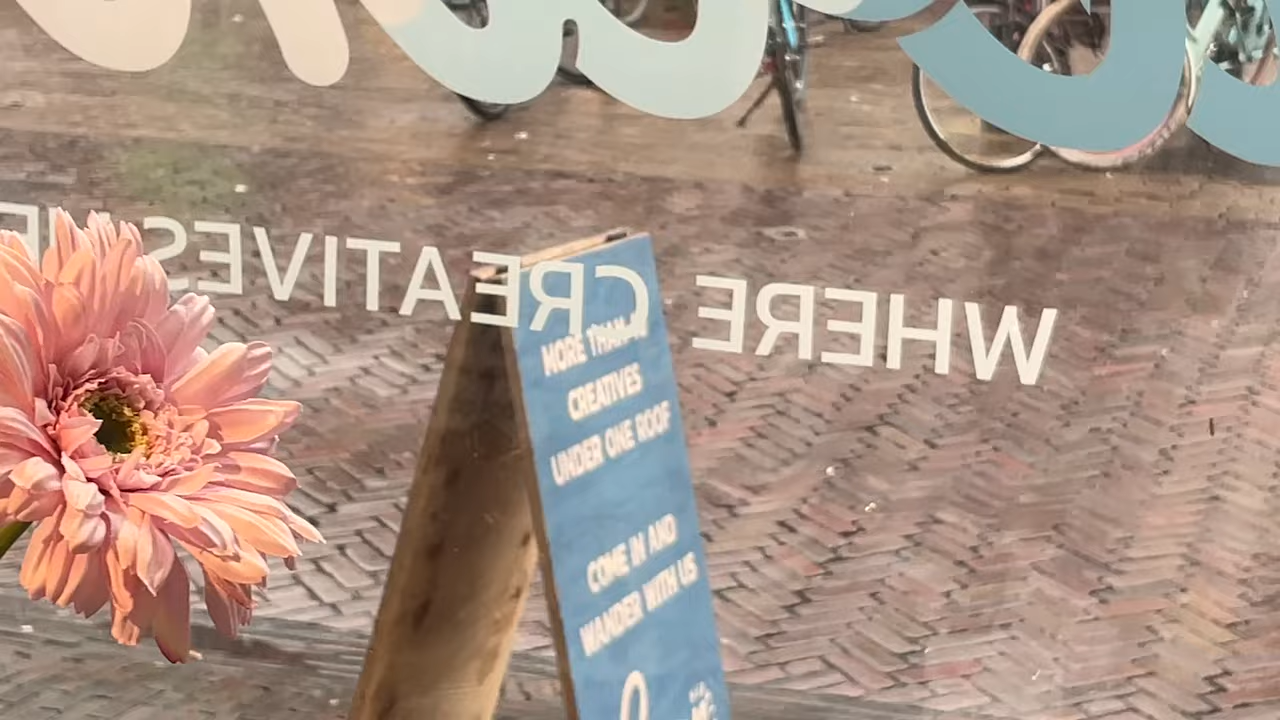 WHERE CREATIVES
MORE THAN
CREATIVES
UNDER ONE ROOF
COME IN AND
WANDER WITH US